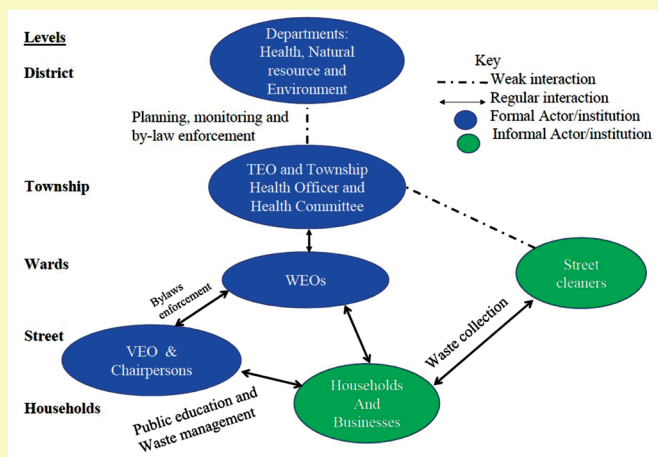 Levels
District
Township
Wards
Street
Households
Departments:
Health, Natural
resource and
Environment
Key
Weak interaction
Regular interaction
Formal Actor/institution
Informal Actor/institution
Planning, monitoring and
by-law enforcement
TEO and Township
Health Officer and
Health Committee
WEOs
Street
cleaners
Bylaws
enforcement
VEO &
Chairpersons
Waste collection
Public education and
Waste management
Households
And
Businesses